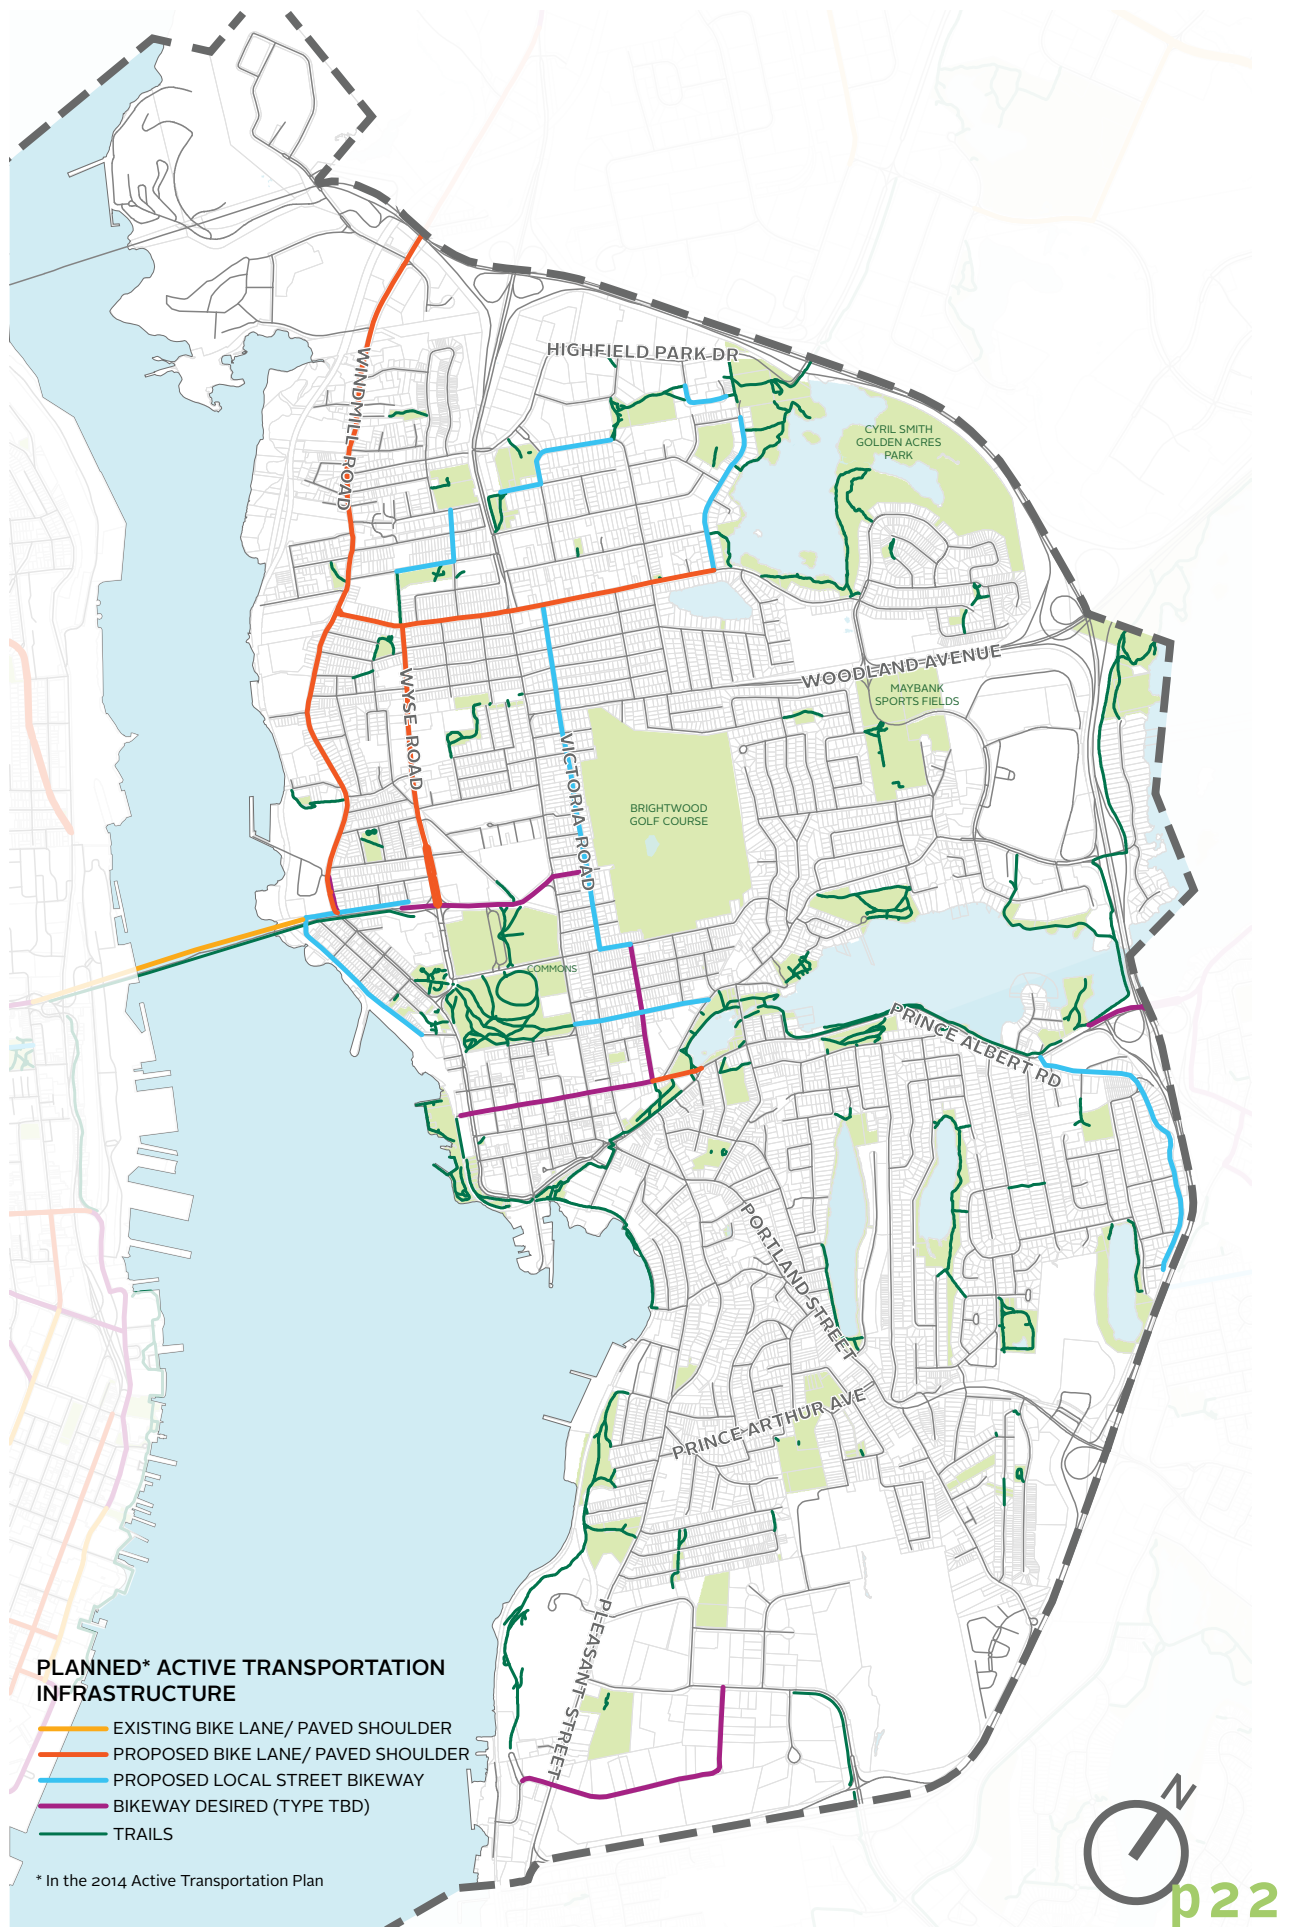 HIGHFIELD PARK DR
WINDMILL ROAD
CYRIL SMITH
GOLDEN ACRES
PARK
WOODLAND AVENUE
MAYBANK
SPORTS FIELDS
WYSE ROAD
VICTORIA ROAD
BRIGHTWOOD
GOLF COURSE
COMMONS
PRINCE ALBERT RD
PORTLAND STREET
PRINCE ARTHUR AVE
PLEASANT STREET
PLANNED* ACTIVE TRANSPORTATION
INFRASTRUCTURE
EXISTING BIKE LANE/ PAVED SHOULDER
PROPOSED BIKE LANE/ PAVED SHOULDER
PROPOSED LOCAL STREET BIKEWAY
BIKEWAY DESIRED (TYPE TBD)
TRAILS
* In the 2014 Active Transportation Plan
N
p22